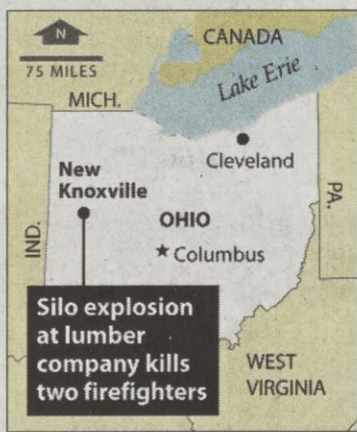 N
75 MILES
CANADA
MICH.
Lake Erie
Cleveland
New
Knoxville
PA.
IND.
OHIO
Columbus
Silo explosion
at lumber
company kills
two firefighters
WEST
VIRGINIA